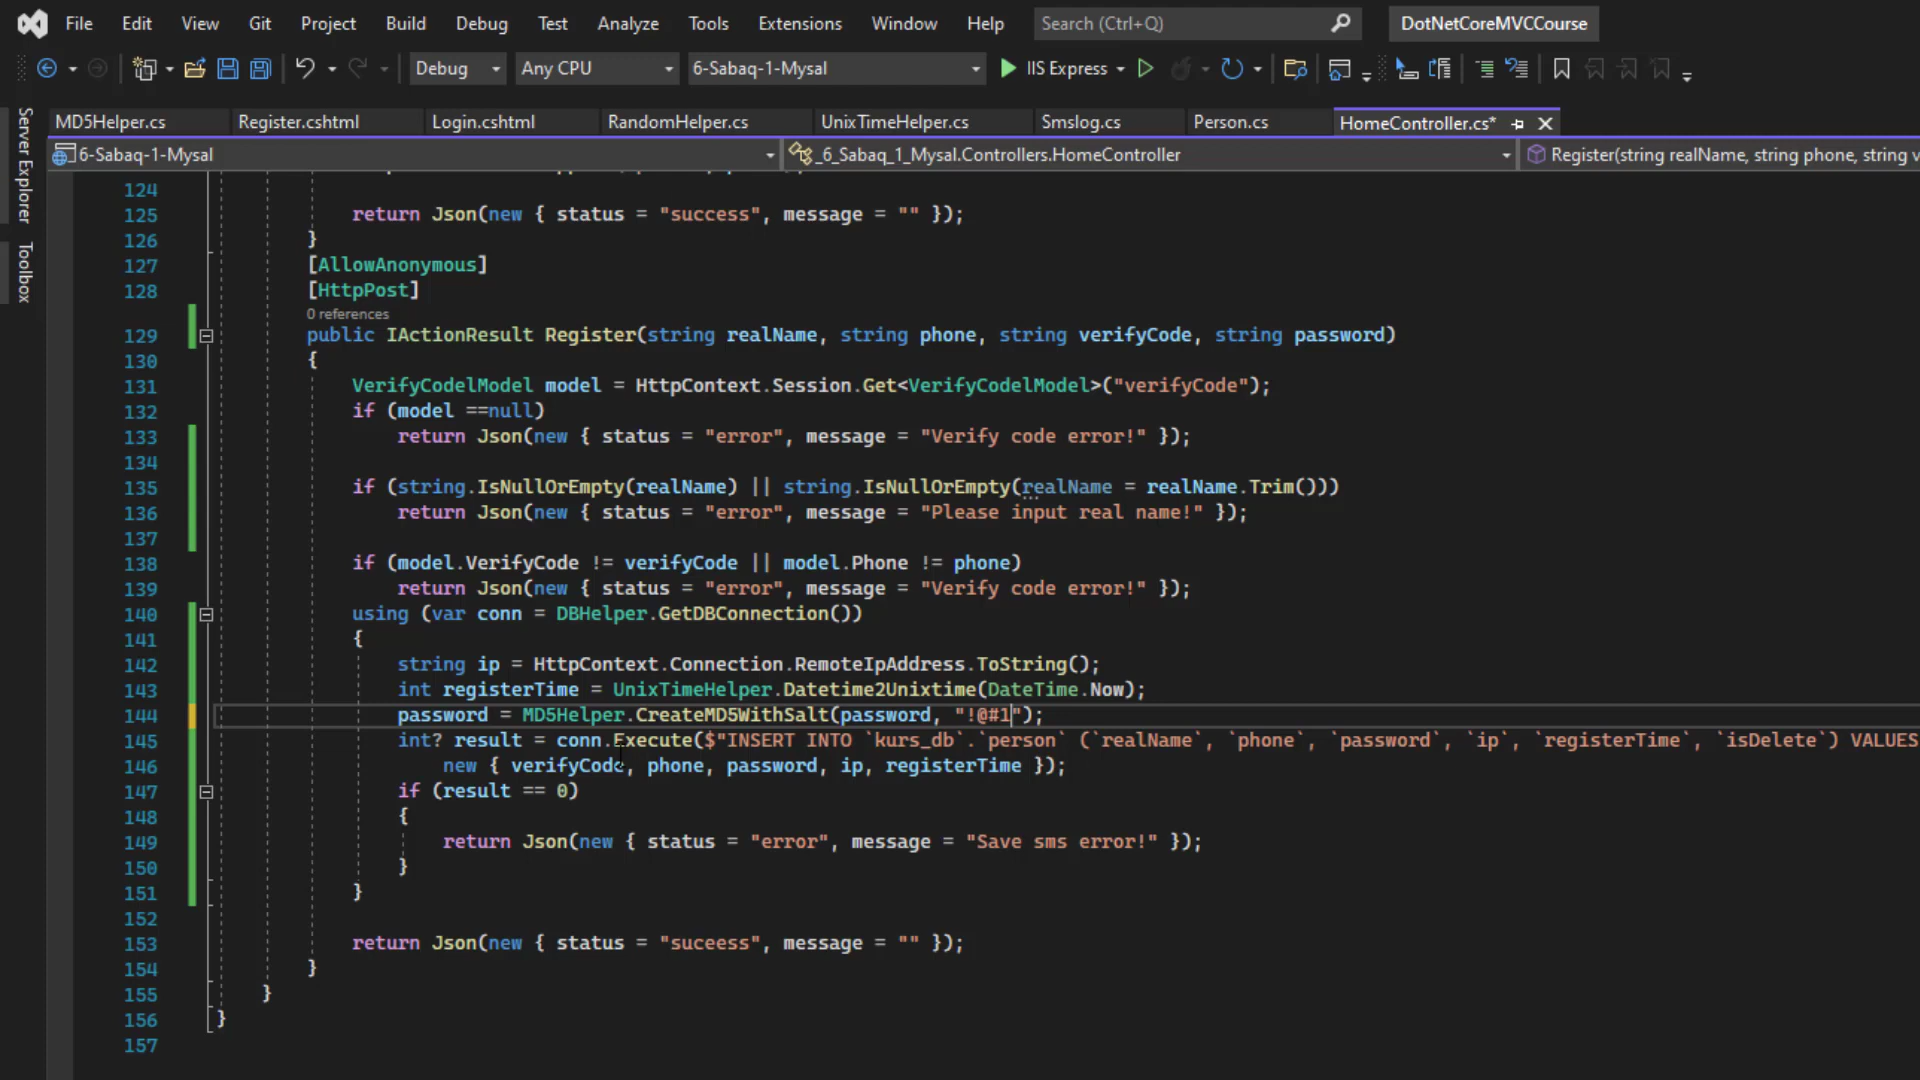 File Edit View Git Project Build Debug Test Analyze Tools Extensions Window Help Search (Ctrl+Q) DotNetCoreMVCCourse
Debug Any CPU 6-Sabaq-1-Mysal IIS Express
MD5Helper.cs Register.cshtml Login.cshtml RandomHelper.cs UnixTimeHelper.cs Smslog.cs Person.cs HomeController.cs*
6-Sabaq-1-Mysal _6_Sabaq_1_Mysal.Controllers.HomeController Register(string realName, string phone, string v
Server Explorer
Toolbox
124
125 return Json(new { status = "success", message = "" });
126 }
127 [AllowAnonymous]
128 [HttpPost]
0 references
129 public IActionResult Register(string realName, string phone, string verifyCode, string password)
130 {
131 VerifyCodelModel model = HttpContext.Session.Get<VerifyCodelModel>("verifyCode");
132 if (model ==null)
133 return Json(new { status = "error", message = "Verify code error!" });
134
135 if (string.IsNullOrEmpty(realName) || string.IsNullOrEmpty(realName = realName.Trim()))
136 return Json(new { status = "error", message = "Please input real name!" });
137
138 if (model.VerifyCode != verifyCode || model.Phone != phone)
139 return Json(new { status = "error", message = "Verify code error!" });
140 using (var conn = DBHelper.GetDBConnection())
141 {
142 string ip = HttpContext.Connection.RemoteIpAddress.ToString();
143 int registerTime = UnixTimeHelper.Datetime2Unixtime(DateTime.Now);
144 password = MD5Helper.CreateMD5WithSalt(password, "!@#1");
145 int? result = conn.Execute($"INSERT INTO `kurs_db`.`person` (`realName`, `phone`, `password`, `ip`, `registerTime`, `isDelete`) VALUES
146 new { verifyCode, phone, password, ip, registerTime });
147 if (result == 0)
148 {
149 return Json(new { status = "error", message = "Save sms error!" });
150 }
151 }
152
153 return Json(new { status = "suceess", message = "" });
154 }
155 }
156 }
157